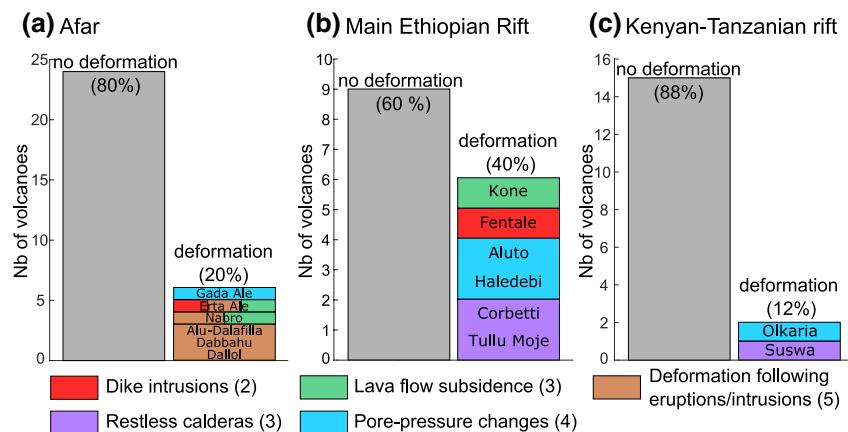 (a) Afar
Nb of volcanoes
25
20
15
10
5
0
no deformation
(80%)
deformation
(20%)
Gada Ale
Erta Ale
Nabro
Alu-Dalafilla
Dabbahu
Dallol
(b) Main Ethiopian Rift
Nb of volcanoes
10
9
8
7
6
5
4
3
2
1
0
no deformation
(60 %)
deformation
(40%)
Kone
Fentale
Aluto
Haledebi
Corbetti
Tullu Moje
(c) Kenyan-Tanzanian rift
Nb of volcanoes
16
14
12
10
8
6
4
2
0
no deformation
(88%)
deformation
(12%)
Olkaria
Suswa
Dike intrusions (2)
Lava flow subsidence (3)
Deformation following
eruptions/intrusions (5)
Restless calderas (3)
Pore-pressure changes (4)